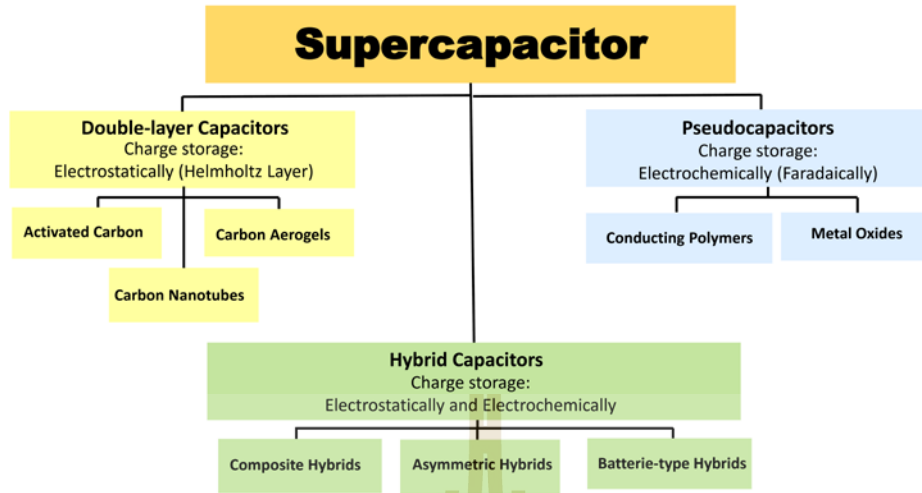 Supercapacitor
Double-layer Capacitors
Charge storage:
Electrostatically (Helmholtz Layer)
Activated Carbon
Carbon Aerogels
Carbon Nanotubes
Pseudocapacitors
Charge storage:
Electrochemically (Faradaically)
Conducting Polymers
Metal Oxides
Hybrid Capacitors
Charge storage:
Electrostatically and Electrochemically
Composite Hybrids
Asymmetric Hybrids
Batterie-type Hybrids